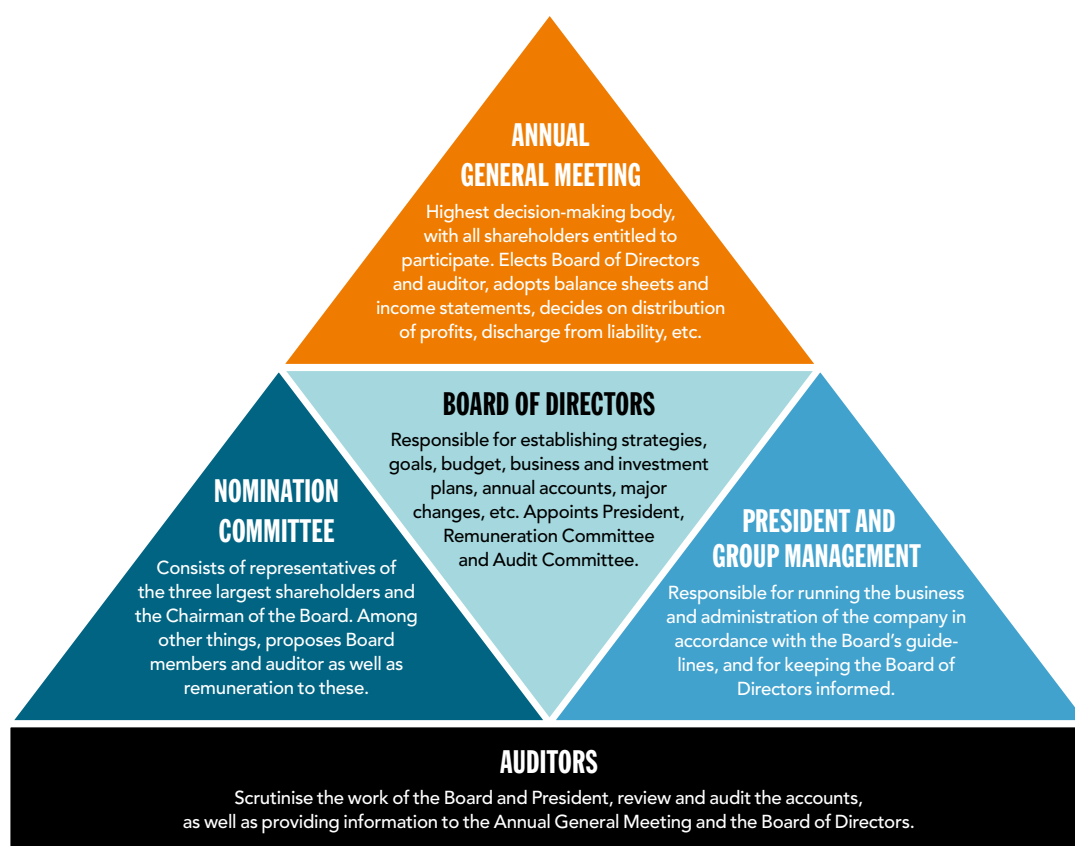 ANNUAL
GENERAL MEETING
Highest decision-making body,
with all shareholders entitled to
participate. Elects Board of Directors
and auditor, adopts balance sheets and
income statements, decides on distribution
of profits, discharge from liability, etc.
BOARD OF DIRECTORS
Responsible for establishing strategies,
goals, budget, business and investment
plans, annual accounts, major
changes, etc. Appoints President,
Remuneration Committee
and Audit Committee.
NOMINATION
COMMITTEE
Consists of representatives of
the three largest shareholders and
the Chairman of the Board. Among
other things, proposes Board
members and auditor as well as
remuneration to these.
PRESIDENT AND
GROUP MANAGEMENT
Responsible for running the business
and administration of the company in
accordance with the Board's guide-
lines, and for keeping the Board of
Directors informed.
AUDITORS
Scrutinise the work of the Board and President, review and audit the accounts,
as well as providing information to the Annual General Meeting and the Board of Directors.